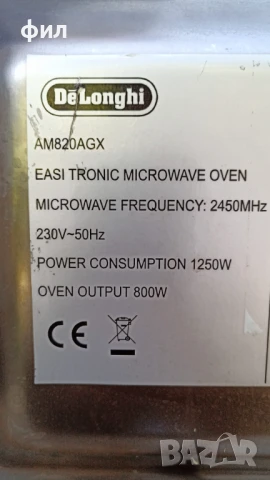 фил
DeLonghi
AM820AGX
EASI TRONIC MICROWAVE OVEN
MICROWAVE FREQUENCY: 2450MHz
230V~50Hz
POWER CONSUMPTION 1250W
OVEN OUTPUT 800W
CE
BAZAR